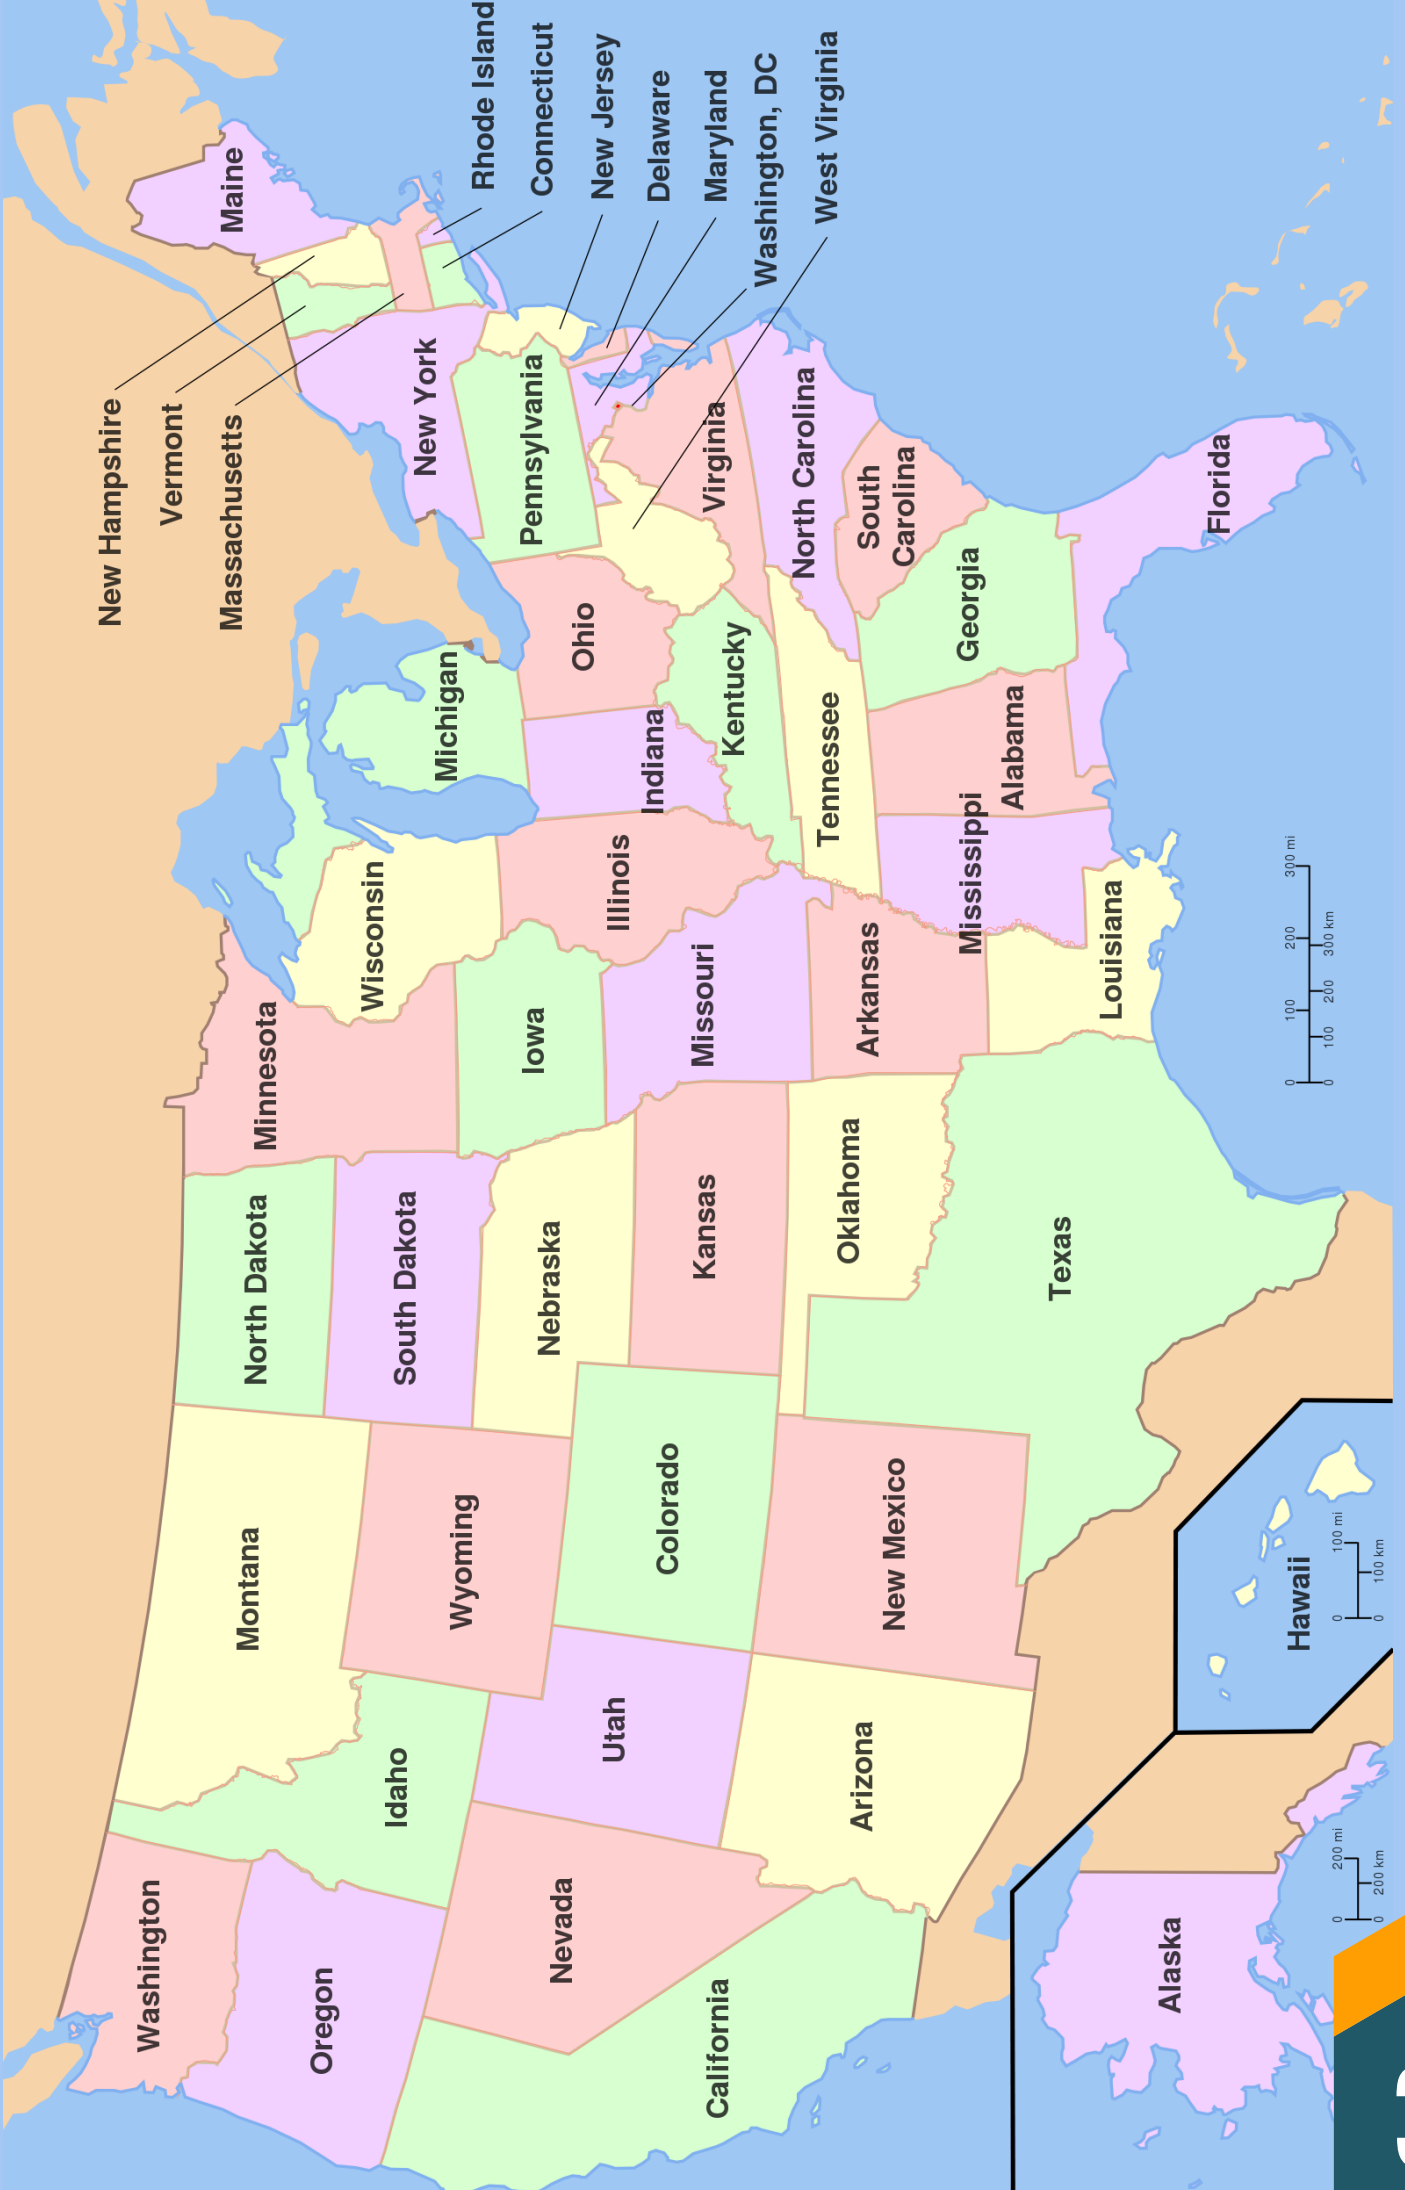 Washington
Oregon
California
Nevada
Idaho
Montana
Wyoming
Utah
Arizona
Colorado
New Mexico
North Dakota
South Dakota
Nebraska
Kansas
Oklahoma
Texas
Minnesota
Iowa
Missouri
Arkansas
Louisiana
Wisconsin
Illinois
Mississippi
Michigan
Indiana
Kentucky
Tennessee
Alabama
Ohio
Georgia
Florida
South
Carolina
North Carolina
Virginia
Pennsylvania
New York
Maine
New Hampshire
Vermont
Massachusetts
Rhode Island
Connecticut
New Jersey
Delaware
Maryland
Washington, DC
West Virginia
Alaska
0 200 mi
0 200 km
Hawaii
0 100 mi
0 100 km
0 100 200 300 mi
0 100 200 300 km